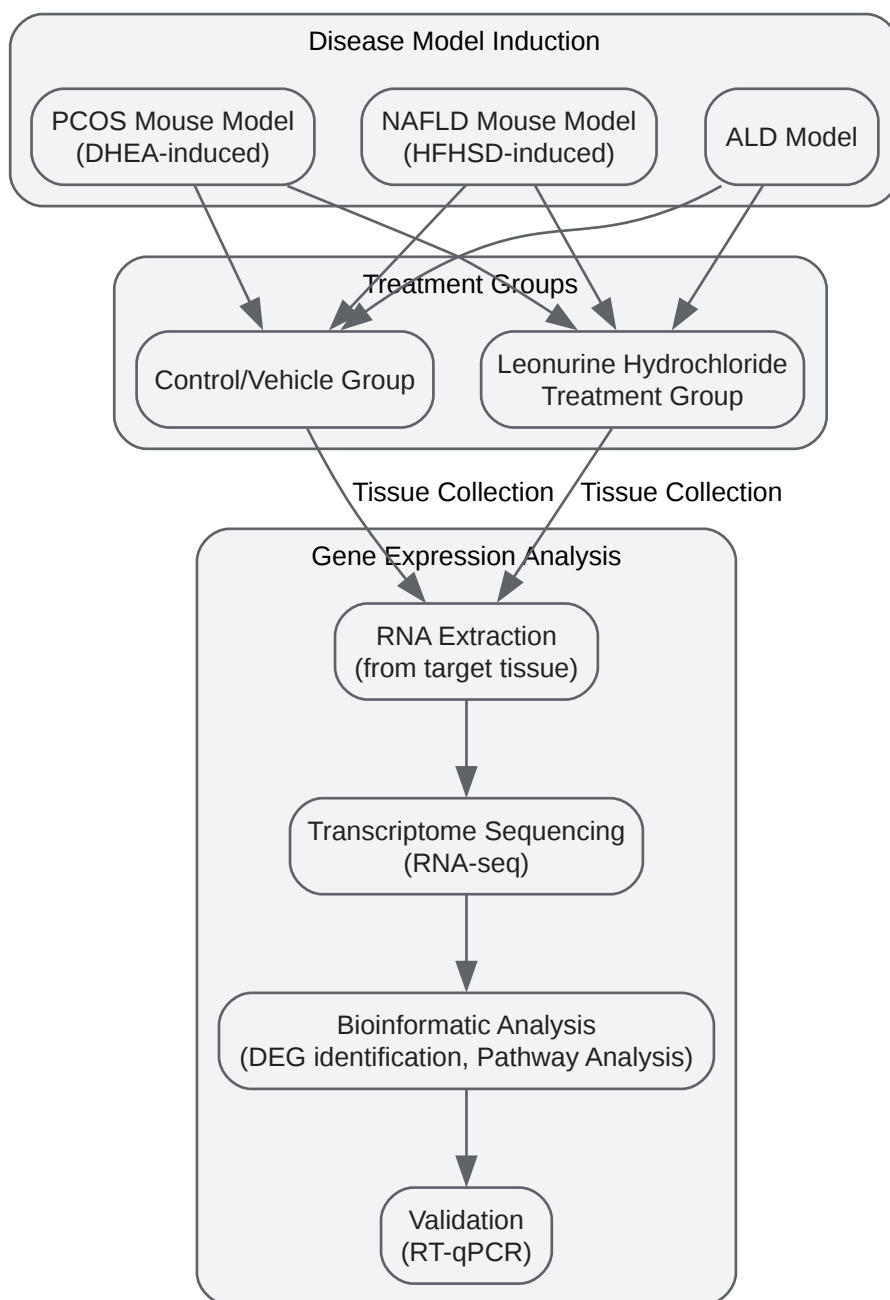 Disease Model Induction
PCOS Mouse Model
(DHEA-induced)
NAFLD Mouse Model
(HFHSD-induced)
ALD Model
Treatment Groups
Control/Vehicle Group
Leonurine Hydrochloride
Treatment Group
Tissue Collection
Tissue Collection
Gene Expression Analysis
RNA Extraction
(from target tissue)
Transcriptome Sequencing
(RNA-seq)
Bioinformatic Analysis
(DEG identification, Pathway Analysis)
Validation
(RT-qPCR)